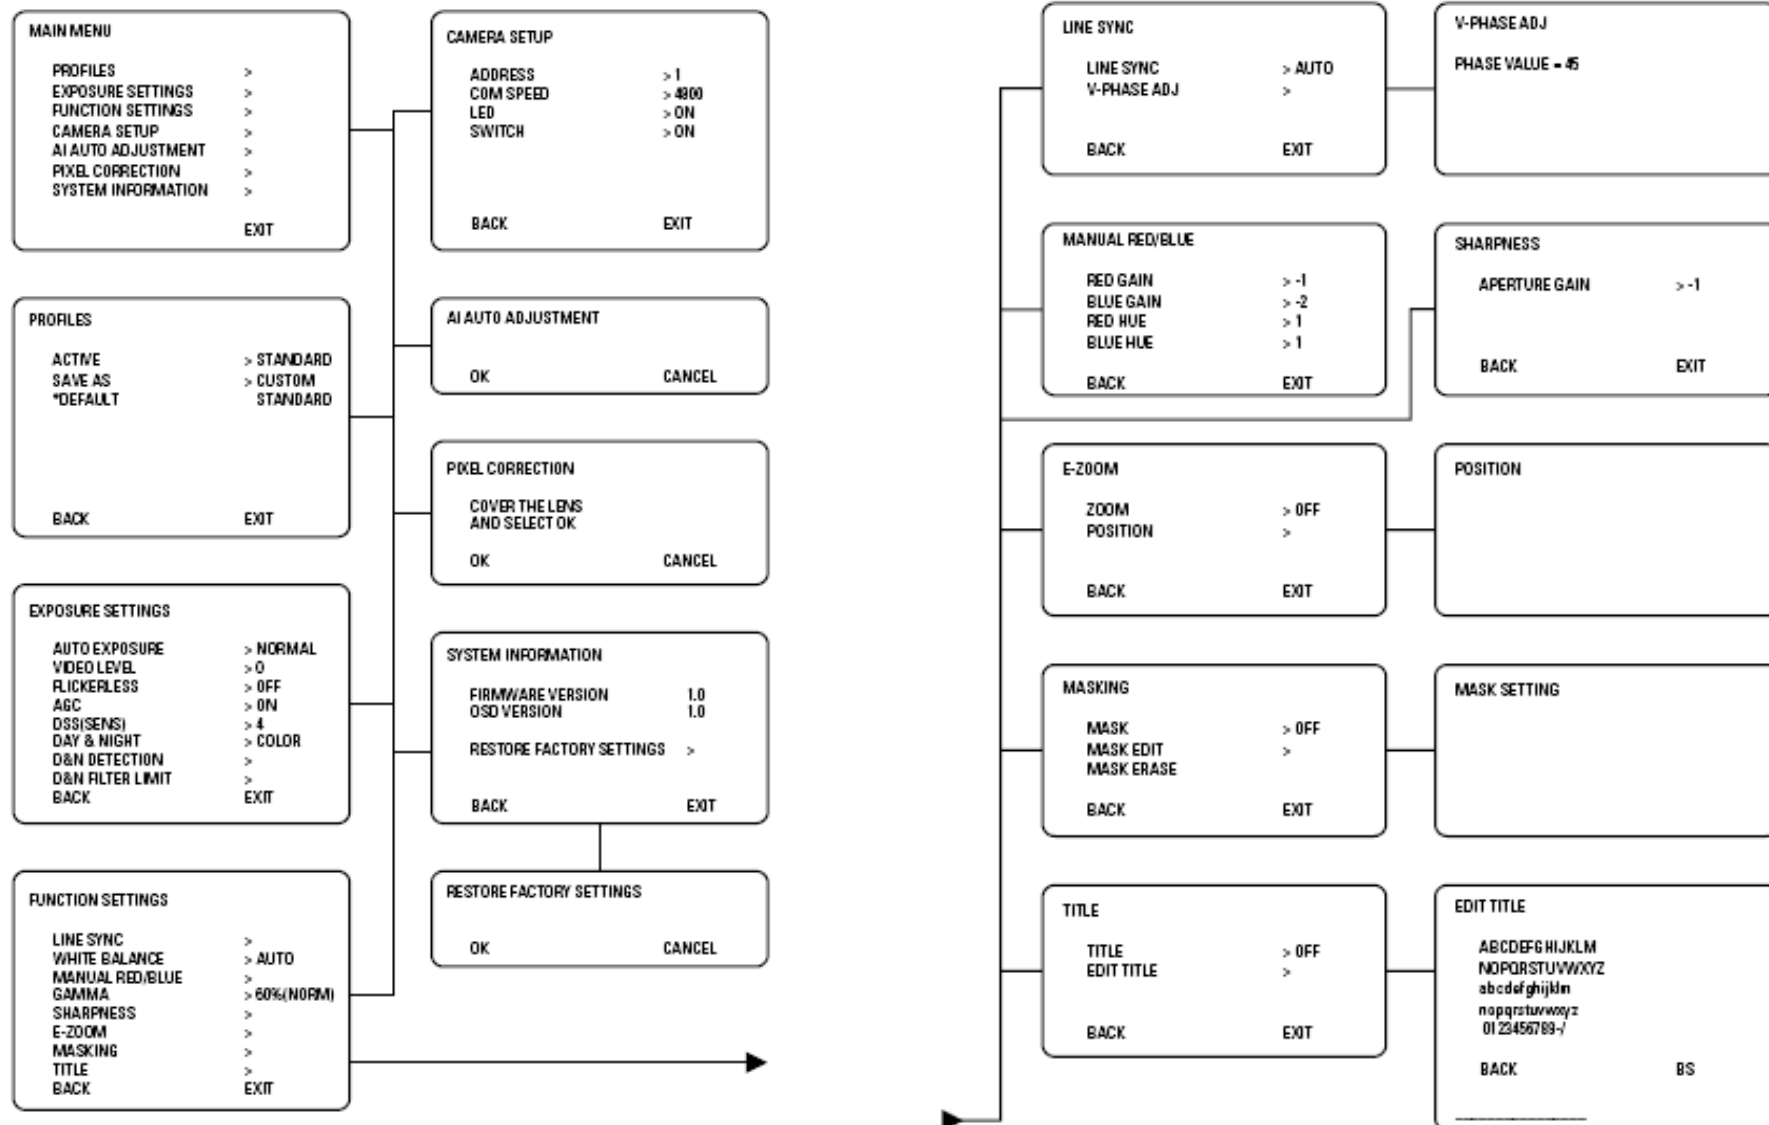 MAIN MENU
PROFILES >
EXPOSURE SETTINGS >
FUNCTION SETTINGS >
CAMERA SETUP >
AI AUTO ADJUSTMENT >
PIXEL CORRECTION >
SYSTEM INFORMATION >
EXIT
PROFILES
ACTIVE > STANDARD
SAVE AS > CUSTOM
*DEFAULT STANDARD
BACK EXIT
EXPOSURE SETTINGS
AUTO EXPOSURE > NORMAL
VIDEO LEVEL > 0
FLICKERLESS > OFF
AGC > ON
DSS(SENS) > 4
DAY & NIGHT > COLOR
D&N DETECTION >
D&N FILTER LIMIT >
BACK EXIT
FUNCTION SETTINGS
LINE SYNC >
WHITE BALANCE > AUTO
MANUAL RED/BLUE >
GAMMA > 60%(NORM)
SHARPNESS >
E-ZOOM >
MASKING >
TITLE >
BACK EXIT
CAMERA SETUP
ADDRESS > 1
COM SPEED > 4800
LED > ON
SWITCH > ON
BACK EXIT
AI AUTO ADJUSTMENT
OK CANCEL
PIXEL CORRECTION
COVER THE LENS
AND SELECT OK
OK CANCEL
SYSTEM INFORMATION
FIRMWARE VERSION 1.0
OSD VERSION 1.0
RESTORE FACTORY SETTINGS >
BACK EXIT
RESTORE FACTORY SETTINGS
OK CANCEL
LINE SYNC
LINE SYNC > AUTO
V-PHASE ADJ >
BACK EXIT
V-PHASE ADJ
PHASE VALUE = 45
MANUAL RED/BLUE
RED GAIN > -1
BLUE GAIN > -2
RED HUE > 1
BLUE HUE > 1
BACK EXIT
SHARPNESS
APERTURE GAIN > -1
BACK EXIT
E-ZOOM
ZOOM > OFF
POSITION >
BACK EXIT
POSITION
MASKING
MASK > OFF
MASK EDIT >
MASK ERASE
BACK EXIT
MASK SETTING
TITLE
TITLE > OFF
EDIT TITLE >
BACK EXIT
EDIT TITLE
ABCDEFGHIJKLM
NOPQRSTUVWXYZ
abcdefghijklm
nopqrstuvwxyz
0123456789-/
BACK BS